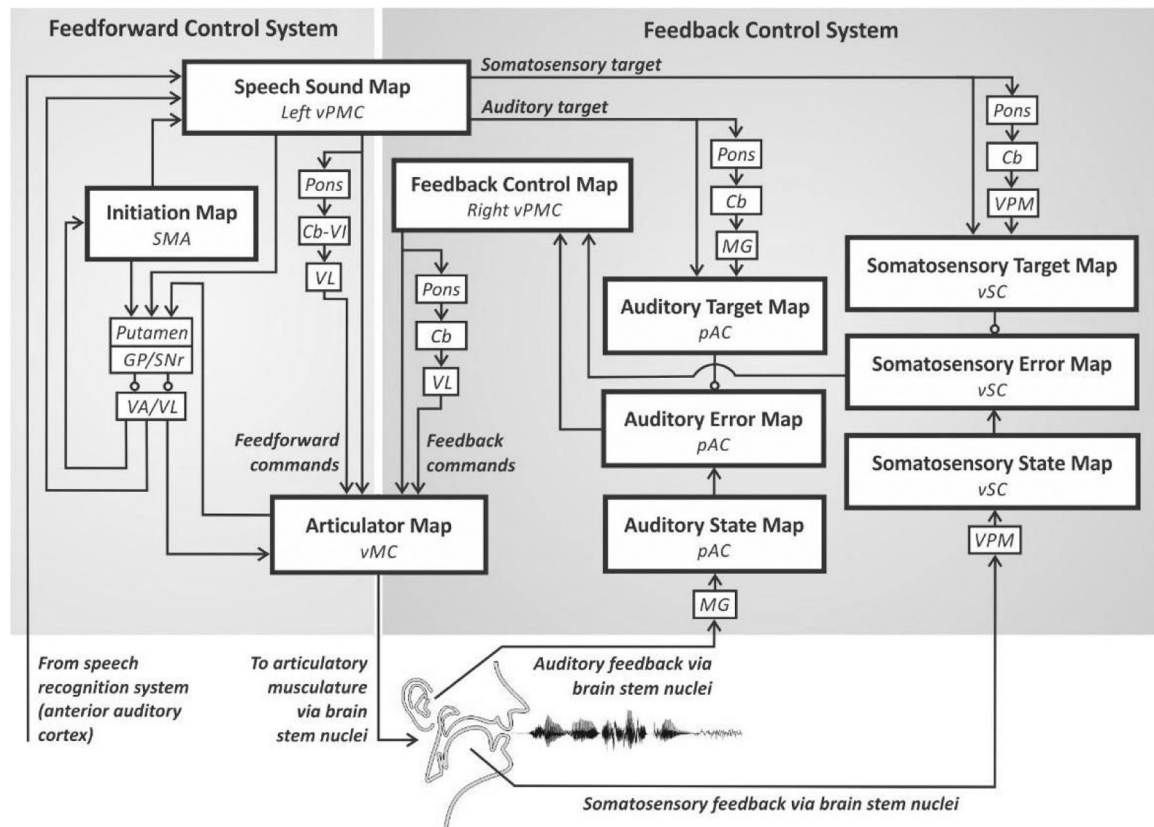 Feedforward Control System
Feedback Control System
Speech Sound Map
Left vPMC
Somatosensory target
Auditory target
Pons
Cb
VPM
Pons
Cb
MG
Pons
Cb-VI
VL
Feedback Control Map
Right vPMC
Initiation Map
SMA
Pons
Cb
VL
Putamen
GP/SNr
VA/VL
Auditory Target Map
pAC
Somatosensory Target Map
vSC
Somatosensory Error Map
vSC
Auditory Error Map
pAC
Feedforward
commands
Feedback
commands
Somatosensory State Map
vSC
Articulator Map
vMC
Auditory State Map
pAC
VPM
MG
From speech
recognition system
(anterior auditory
cortex)
To articulatory
musculature
via brain
stem nuclei
Auditory feedback via
brain stem nuclei
Somatosensory feedback via brain stem nuclei